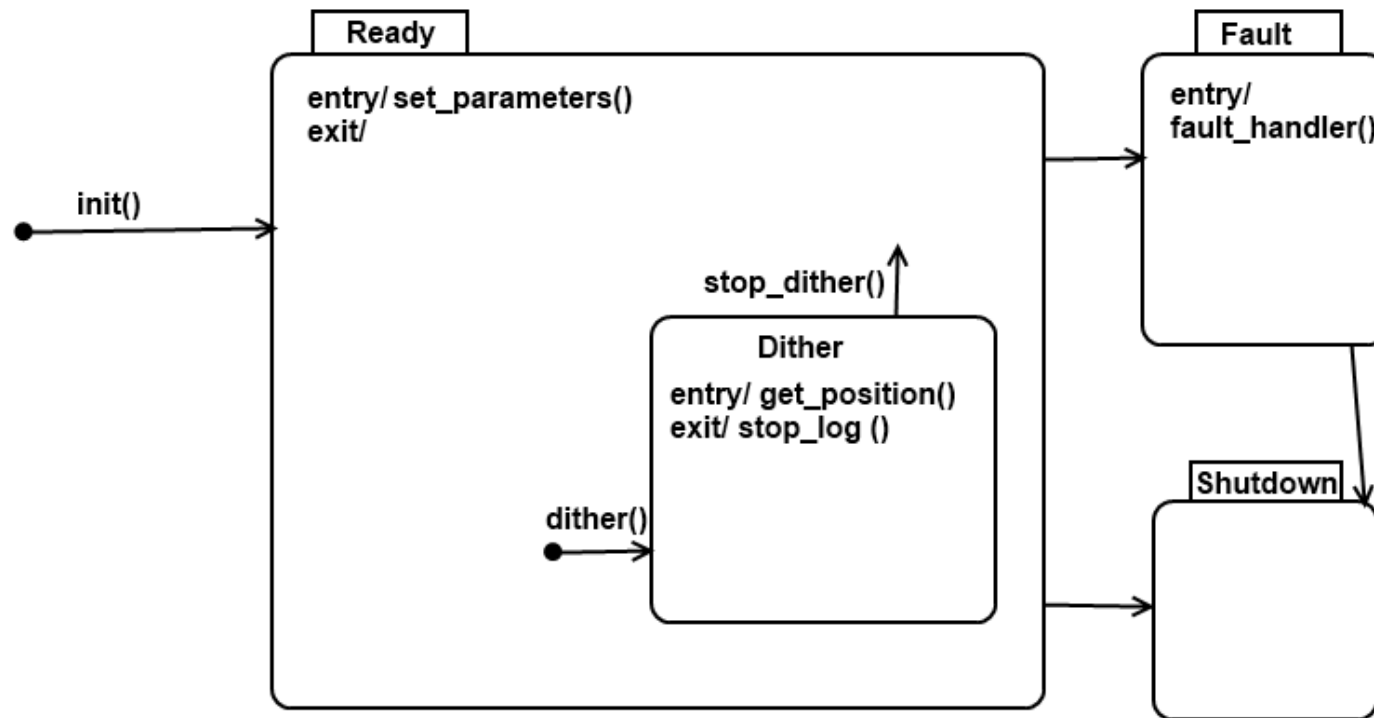 Ready
entry/ set_parameters()
exit/
init()
stop_dither()
Dither
entry/ get_position()
exit/ stop_log ()
dither()
Fault
entry/
fault_handler()
Shutdown